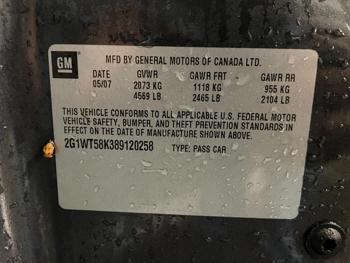 GM
MFD BY GENERAL MOTORS OF CANADA LTD.
DATE GVWR GAWR FRT GAWR RR
05/07 2073 KG 1118 KG 955 KG
4569 LB 2465 LB 2104 LB
THIS VEHICLE CONFORMS TO ALL APPLICABLE U.S. FEDERAL MOTOR
VEHICLE SAFETY, BUMPER, AND THEFT PREVENTION STANDARDS IN
EFFECT ON THE DATE OF MANUFACTURE SHOWN ABOVE.
2G1WT58K389120258 TYPE: PASS CAR